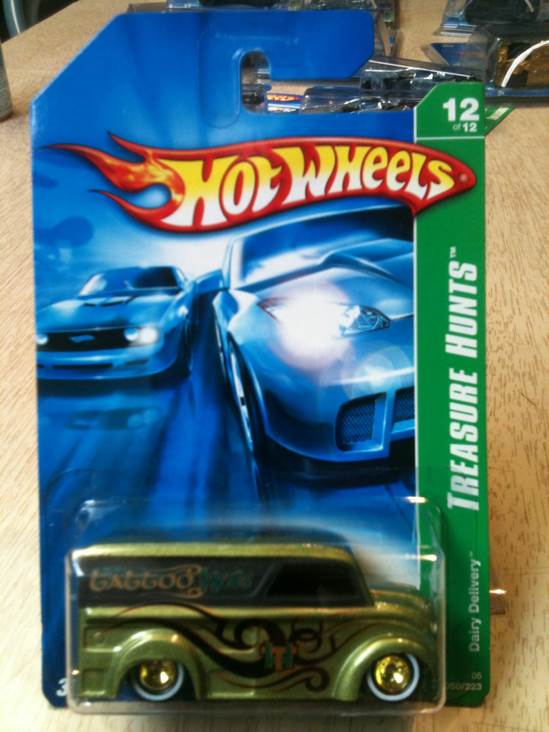 12
of 12
HOT WHEELS
TREASURE HUNTS™
Dairy Delivery™
tattoo